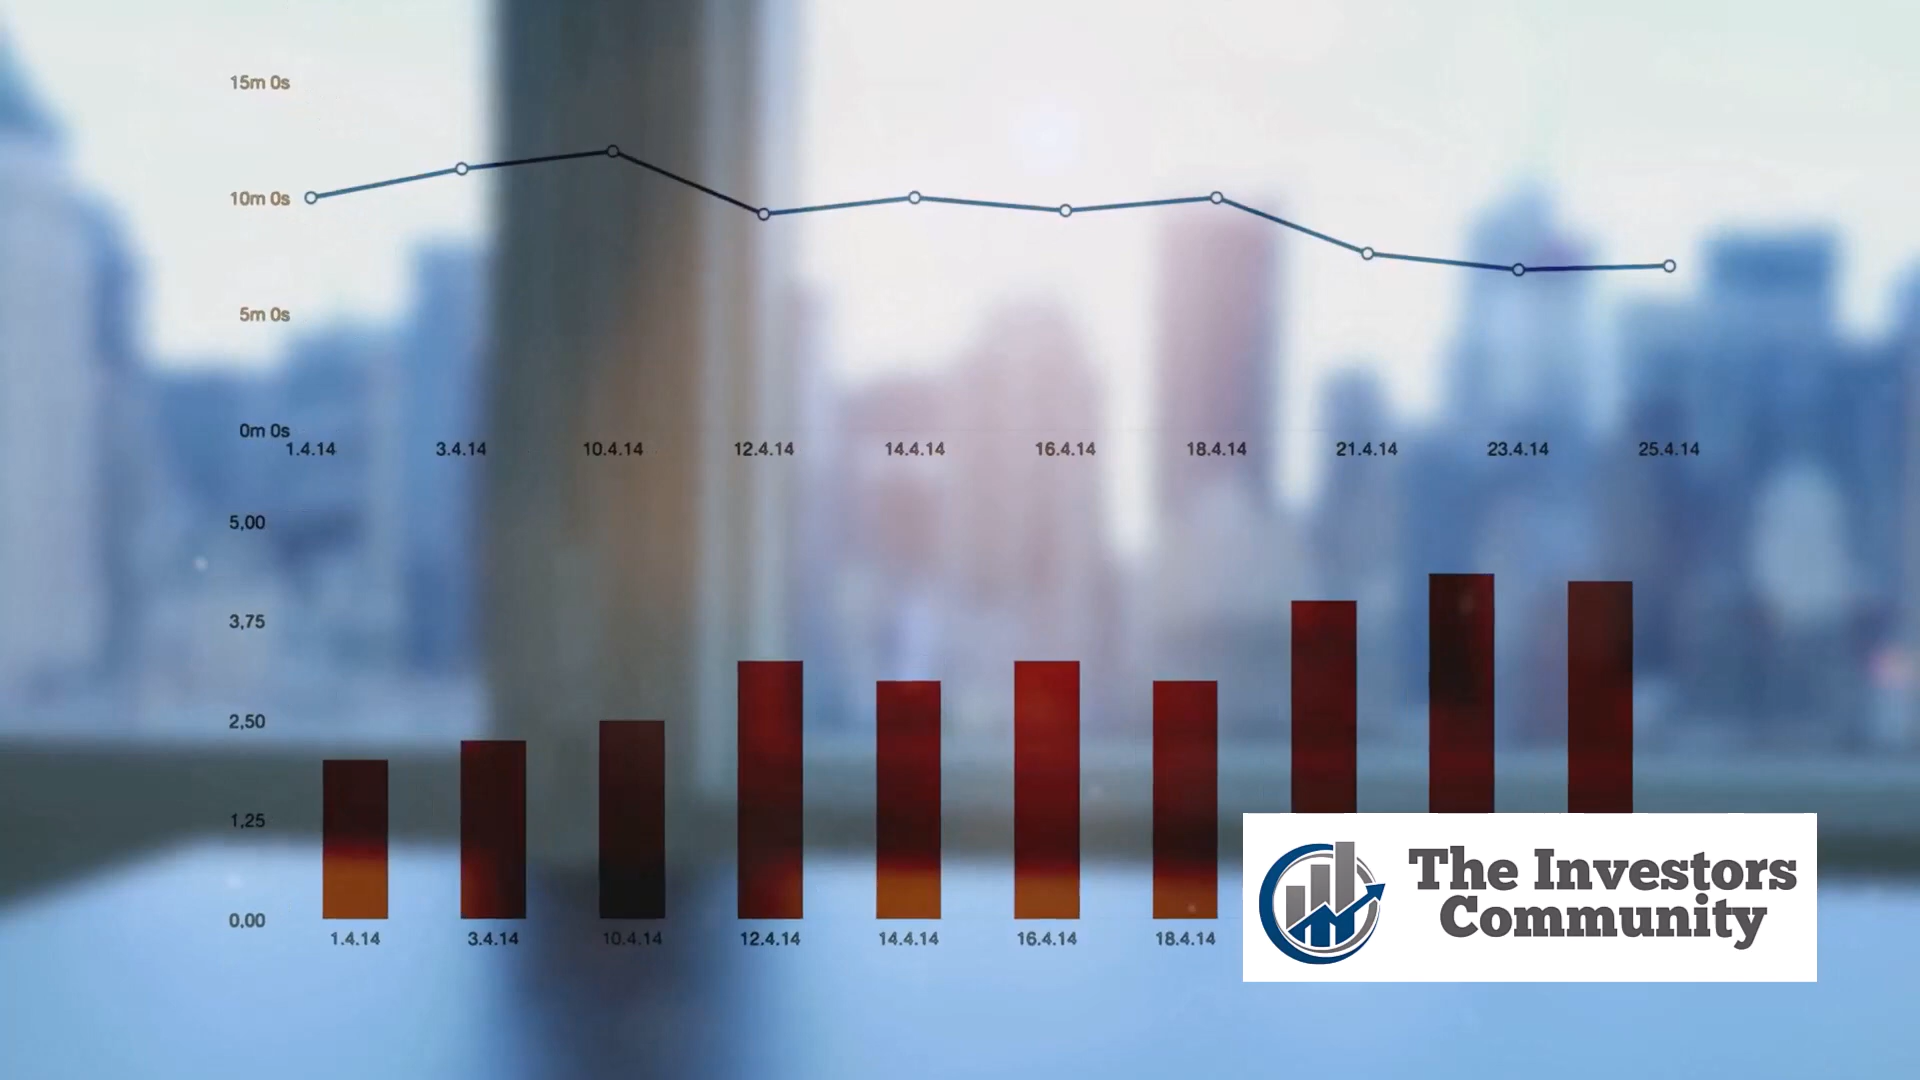 15m 0s
10m 0s
5m 0s
0m 0s
1.4.14 3.4.14 10.4.14 12.4.14 14.4.14 16.4.14 18.4.14 21.4.14 23.4.14 25.4.14
5,00
3,75
2,50
1,25
0.00
1.4.14 3.4.14 10.4.14 12.4.14 14.4.14 16.4.14 18.4.14
The Investors
Community